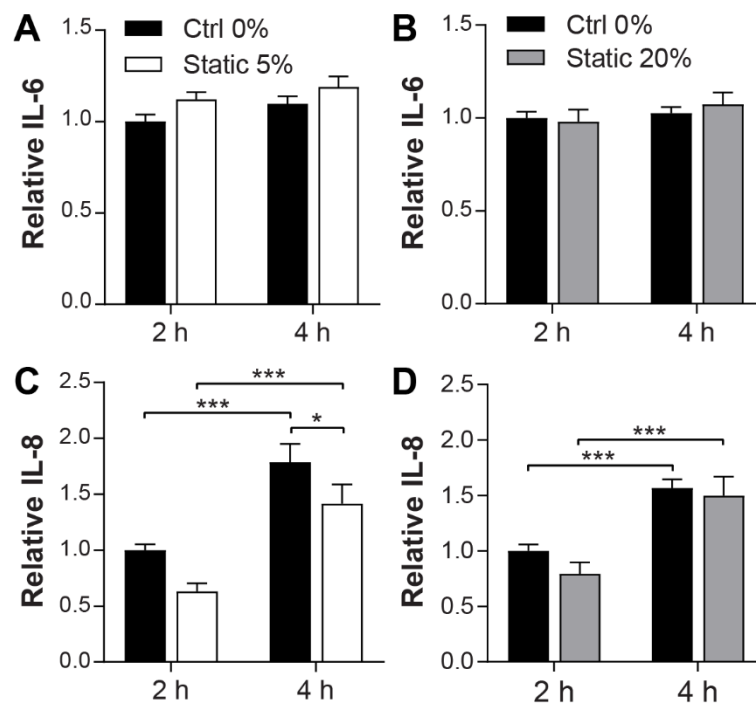 A
Ctrl 0%
Static 5%
Relative IL-6
1.5
1.0
0.5
0.0
2 h 4 h
B
Ctrl 0%
Static 20%
Relative IL-6
1.5
1.0
0.5
0.0
2 h 4 h
C
Relative IL-8
2.5
2.0
1.5
1.0
0.5
0.0
***
***
*
2 h 4 h
D
Relative IL-8
2.5
2.0
1.5
1.0
0.5
0.0
***
***
2 h 4 h